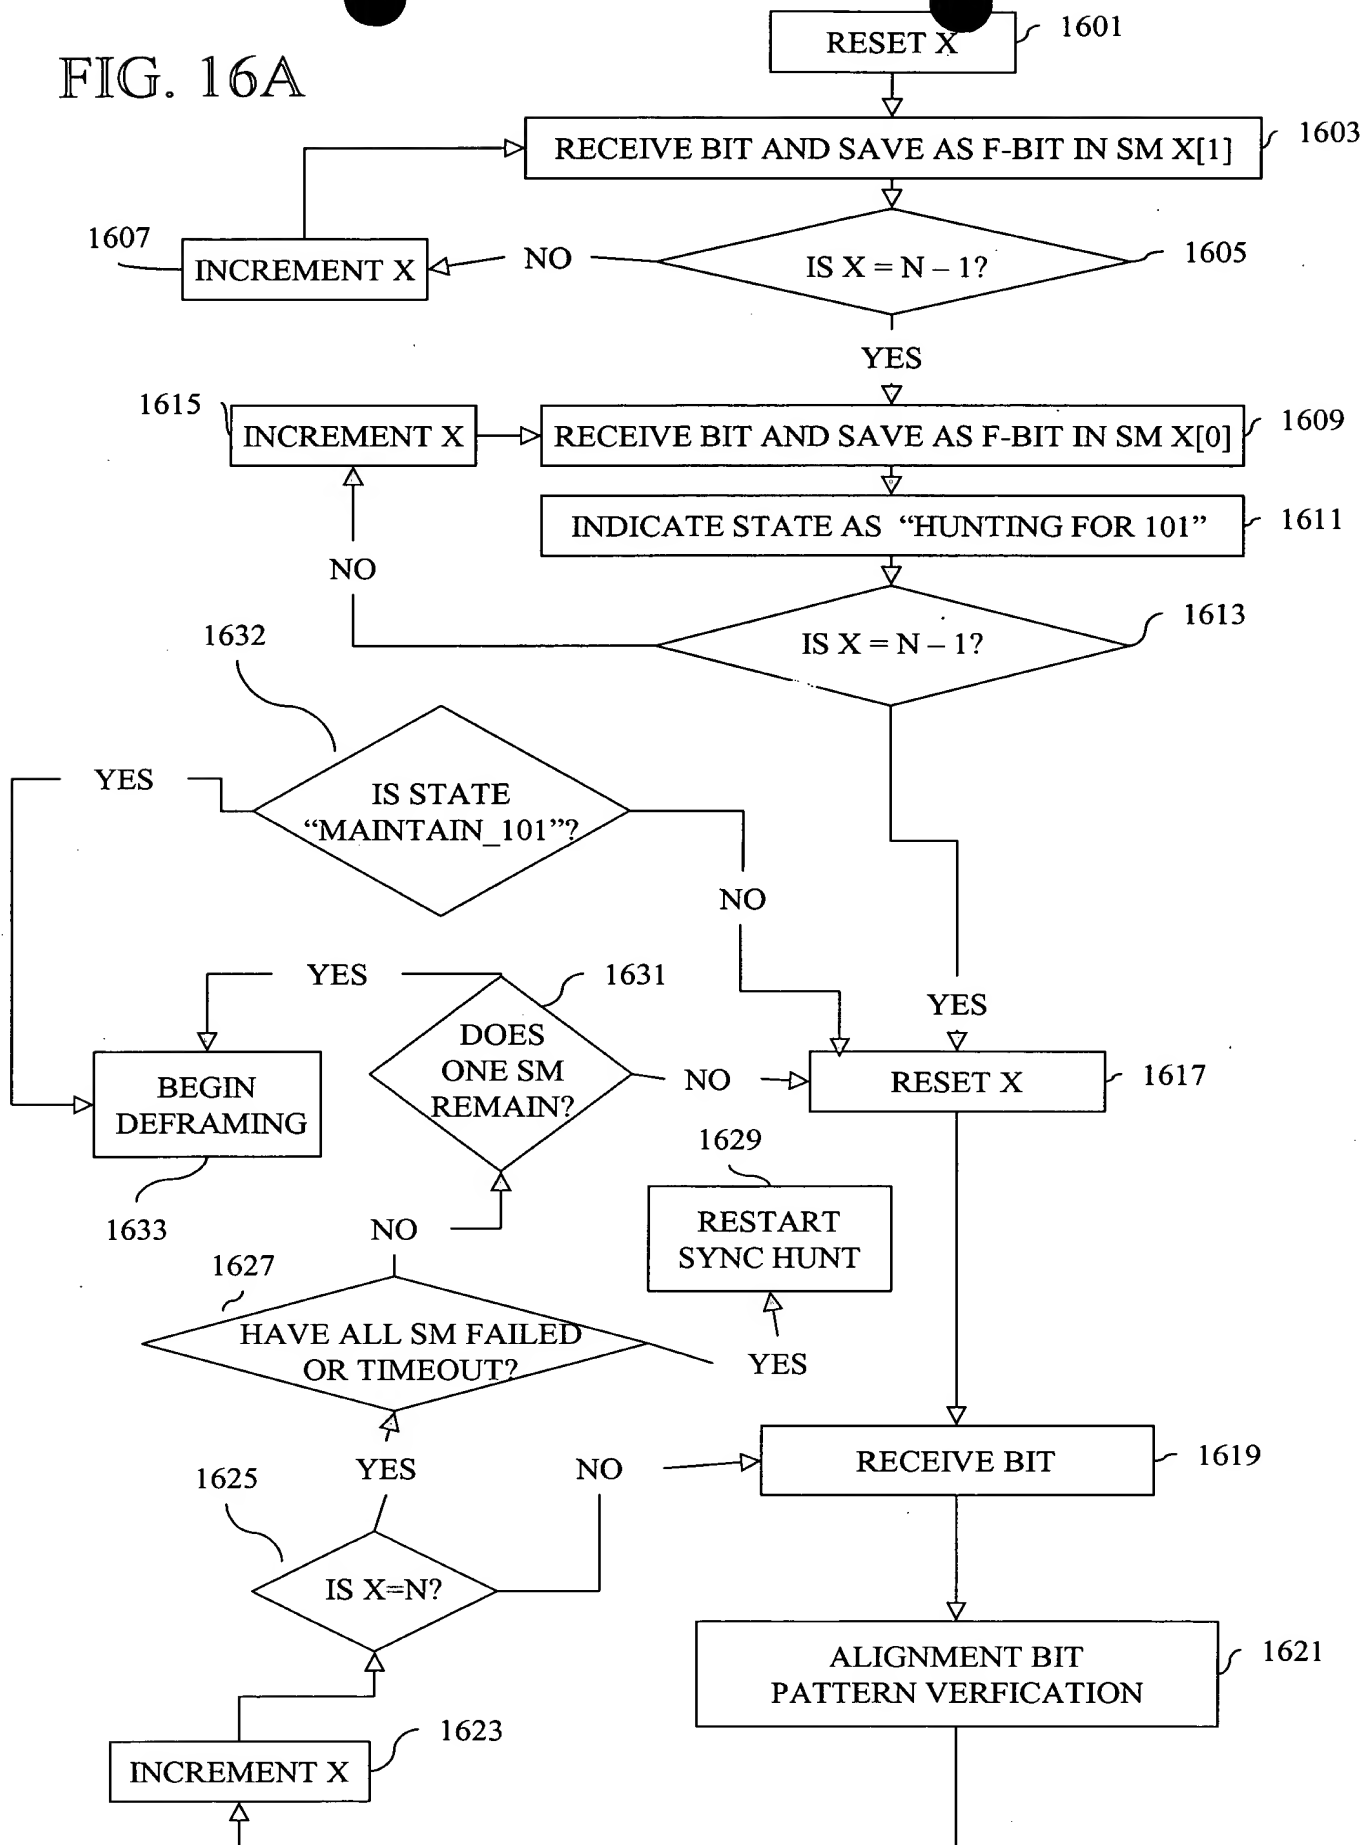 FIG. 16A
RESET X
1601
RECEIVE BIT AND SAVE AS F-BIT IN SM X[1]
1603
1607
INCREMENT X
NO
IS X = N – 1?
1605
YES
1615
INCREMENT X
RECEIVE BIT AND SAVE AS F-BIT IN SM X[0]
1609
INDICATE STATE AS “HUNTING FOR 101”
1611
NO
IS X = N – 1?
1613
1632
YES
IS STATE
“MAINTAIN_101”?
NO
YES
1631
YES
DOES
ONE SM
REMAIN?
NO
RESET X
1617
BEGIN
DEFRAMING
1633
1629
RESTART
SYNC HUNT
NO
1627
HAVE ALL SM FAILED
OR TIMEOUT?
YES
YES
NO
RECEIVE BIT
1619
1625
IS X=N?
ALIGNMENT BIT
PATTERN VERFICATION
1621
INCREMENT X
1623